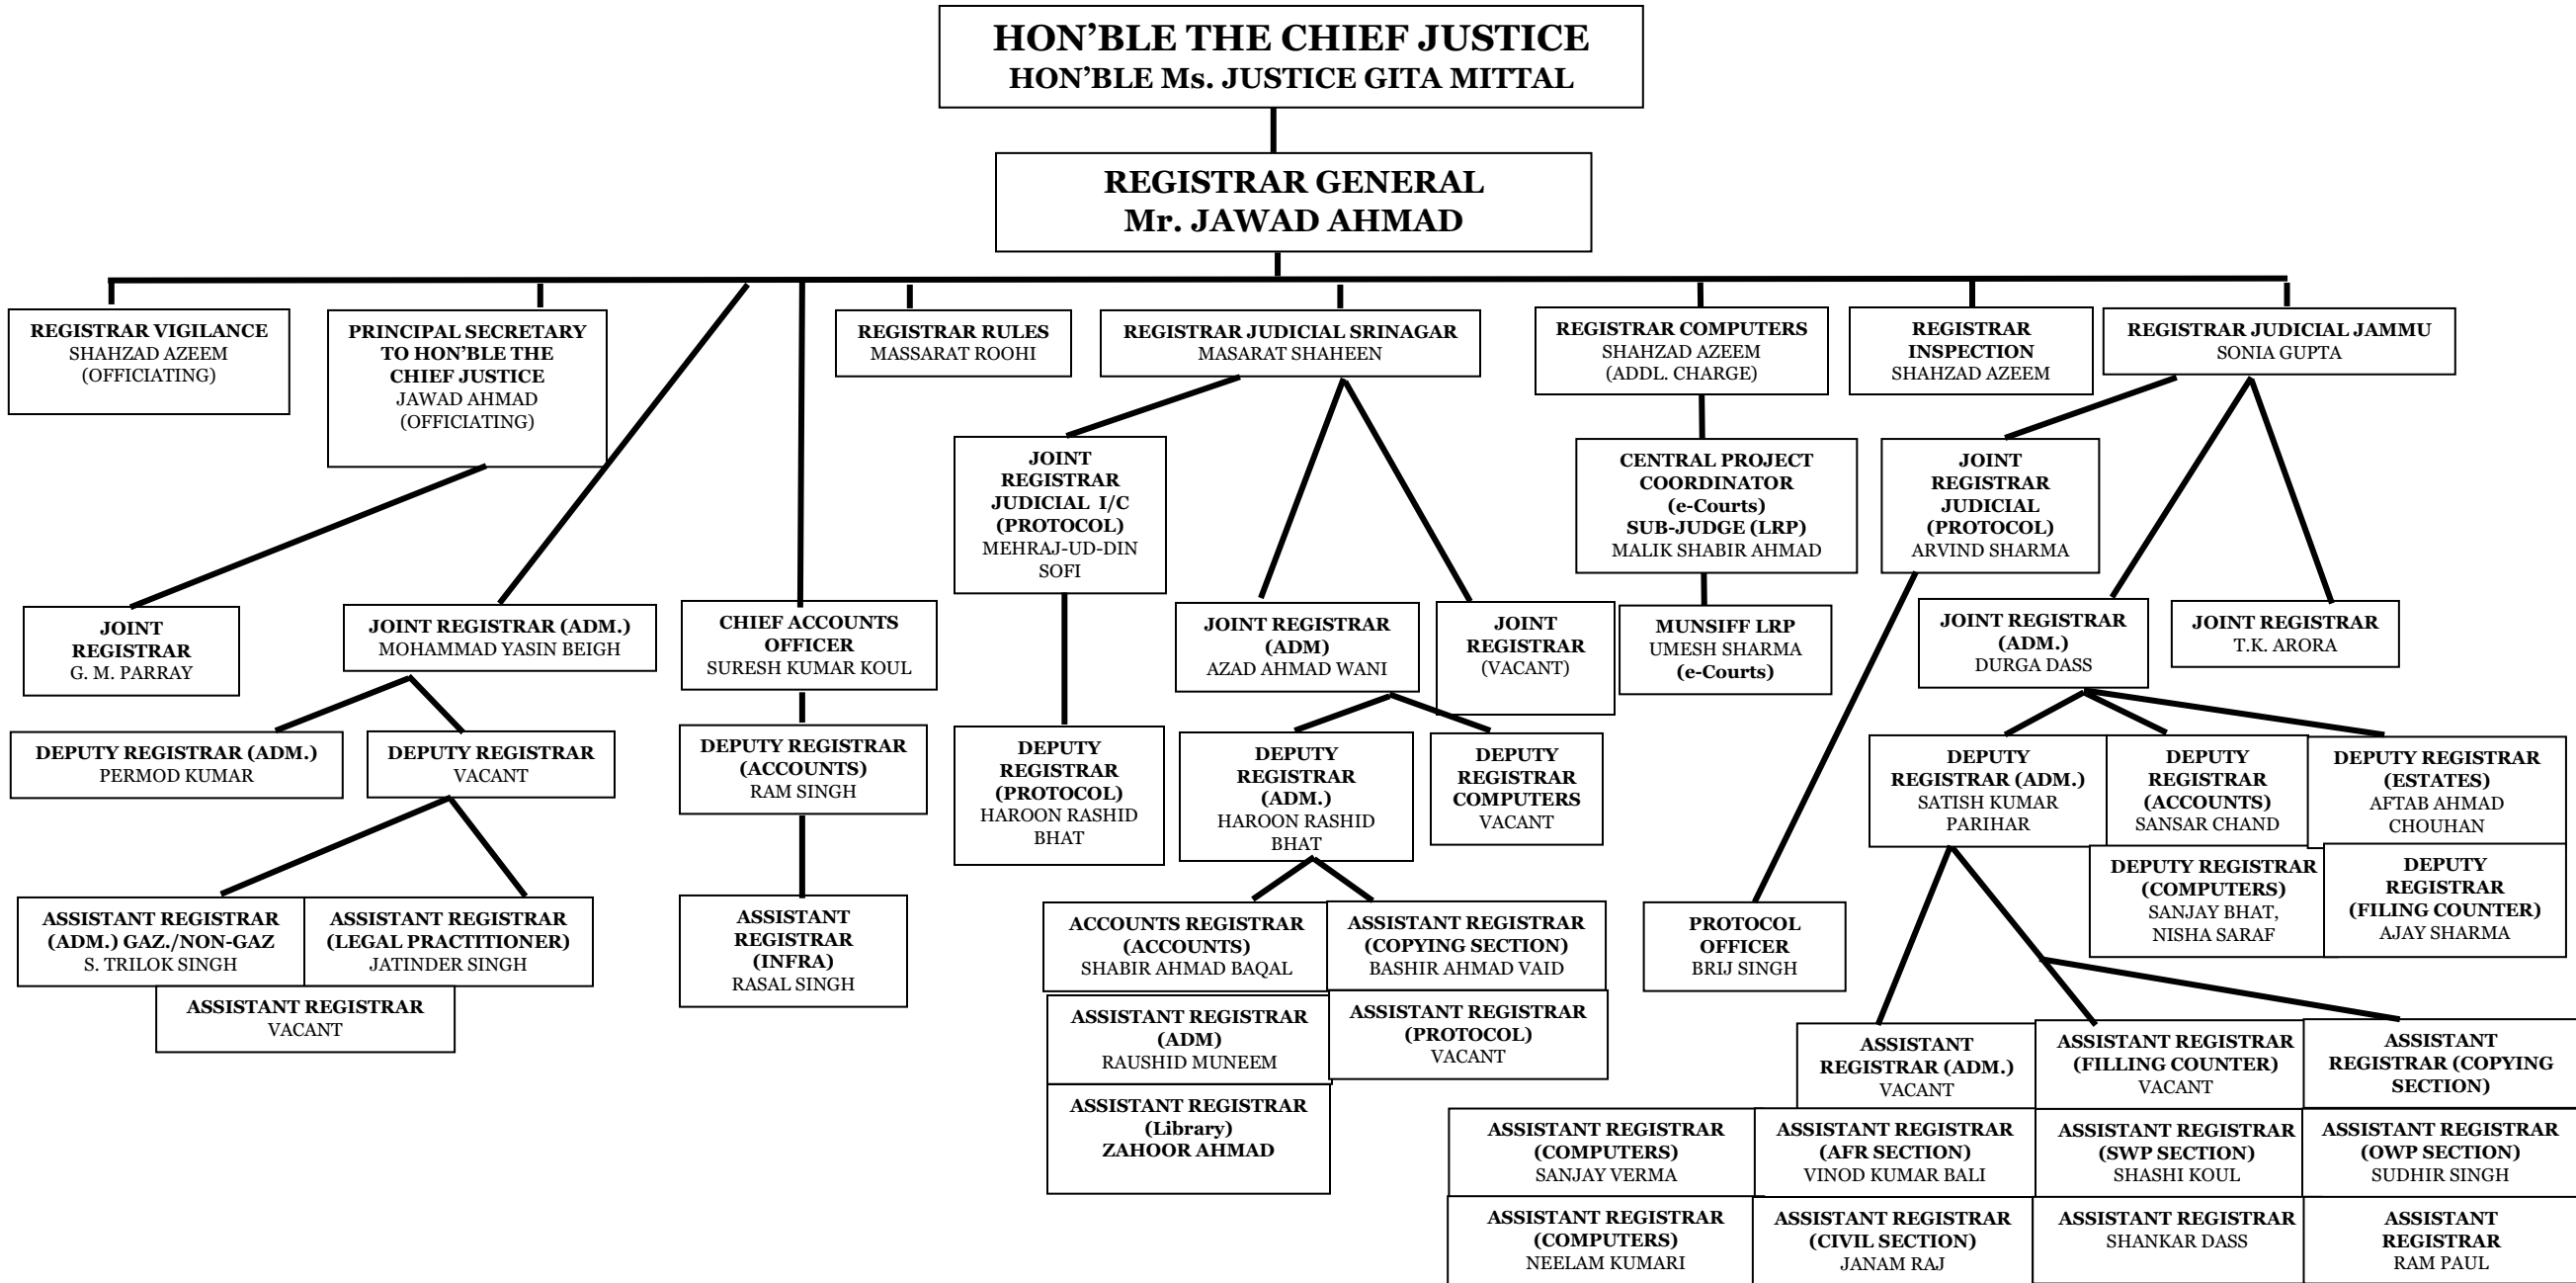 HON’BLE THE CHIEF JUSTICE
HON’BLE Ms. JUSTICE GITA MITTAL
REGISTRAR GENERAL
Mr. JAWAD AHMAD
REGISTRAR VIGILANCE
SHAHZAD AZEEM
(OFFICIATING)
PRINCIPAL SECRETARY
TO HON’BLE THE
CHIEF JUSTICE
JAWAD AHMAD
(OFFICIATING)
REGISTRAR RULES
MASSARAT ROOHI
REGISTRAR JUDICIAL SRINAGAR
MASARAT SHAHEEN
REGISTRAR COMPUTERS
SHAHZAD AZEEM
(ADDL. CHARGE)
REGISTRAR
INSPECTION
SHAHZAD AZEEM
REGISTRAR JUDICIAL JAMMU
SONIA GUPTA
JOINT
REGISTRAR
JUDICIAL I/C
(PROTOCOL)
MEHRAJ-UD-DIN
SOFI
CENTRAL PROJECT
COORDINATOR
(e-Courts)
SUB-JUDGE (LRP)
MALIK SHABIR AHMAD
JOINT
REGISTRAR
JUDICIAL
(PROTOCOL)
ARVIND SHARMA
JOINT
REGISTRAR
G. M. PARRAY
JOINT REGISTRAR (ADM.)
MOHAMMAD YASIN BEIGH
CHIEF ACCOUNTS
OFFICER
SURESH KUMAR KOUL
JOINT REGISTRAR
(ADM)
AZAD AHMAD WANI
JOINT
REGISTRAR
(VACANT)
MUNSIFF LRP
UMESH SHARMA
(e-Courts)
JOINT REGISTRAR
(ADM.)
DURGA DASS
JOINT REGISTRAR
T.K. ARORA
DEPUTY REGISTRAR (ADM.)
PERMOD KUMAR
DEPUTY REGISTRAR
VACANT
DEPUTY REGISTRAR
(ACCOUNTS)
RAM SINGH
DEPUTY
REGISTRAR
(PROTOCOL)
HAROON RASHID
BHAT
DEPUTY
REGISTRAR
(ADM.)
HAROON RASHID
BHAT
DEPUTY
REGISTRAR
COMPUTERS
VACANT
DEPUTY
REGISTRAR (ADM.)
SATISH KUMAR
PARIHAR
DEPUTY
REGISTRAR
(ACCOUNTS)
SANSAR CHAND
DEPUTY REGISTRAR
(ESTATES)
AFTAB AHMAD
CHOUHAN
DEPUTY REGISTRAR
(COMPUTERS)
SANJAY BHAT,
NISHA SARAF
DEPUTY
REGISTRAR
(FILING COUNTER)
AJAY SHARMA
ASSISTANT REGISTRAR
(ADM.) GAZ./NON-GAZ
S. TRILOK SINGH
ASSISTANT REGISTRAR
(LEGAL PRACTITIONER)
JATINDER SINGH
ASSISTANT REGISTRAR
VACANT
ASSISTANT
REGISTRAR
(INFRA)
RASAL SINGH
ACCOUNTS REGISTRAR
(ACCOUNTS)
SHABIR AHMAD BAQAL
ASSISTANT REGISTRAR
(COPYING SECTION)
BASHIR AHMAD VAID
ASSISTANT REGISTRAR
(ADM)
RAUSHID MUNEEM
ASSISTANT REGISTRAR
(PROTOCOL)
VACANT
ASSISTANT REGISTRAR
(Library)
ZAHOOR AHMAD
PROTOCOL
OFFICER
BRIJ SINGH
ASSISTANT
REGISTRAR (ADM.)
VACANT
ASSISTANT REGISTRAR
(FILLING COUNTER)
VACANT
ASSISTANT
REGISTRAR (COPYING
SECTION)
ASSISTANT REGISTRAR
(COMPUTERS)
SANJAY VERMA
ASSISTANT REGISTRAR
(AFR SECTION)
VINOD KUMAR BALI
ASSISTANT REGISTRAR
(SWP SECTION)
SHASHI KOUL
ASSISTANT REGISTRAR
(OWP SECTION)
SUDHIR SINGH
ASSISTANT REGISTRAR
(COMPUTERS)
NEELAM KUMARI
ASSISTANT REGISTRAR
(CIVIL SECTION)
JANAM RAJ
ASSISTANT REGISTRAR
SHANKAR DASS
ASSISTANT
REGISTRAR
RAM PAUL